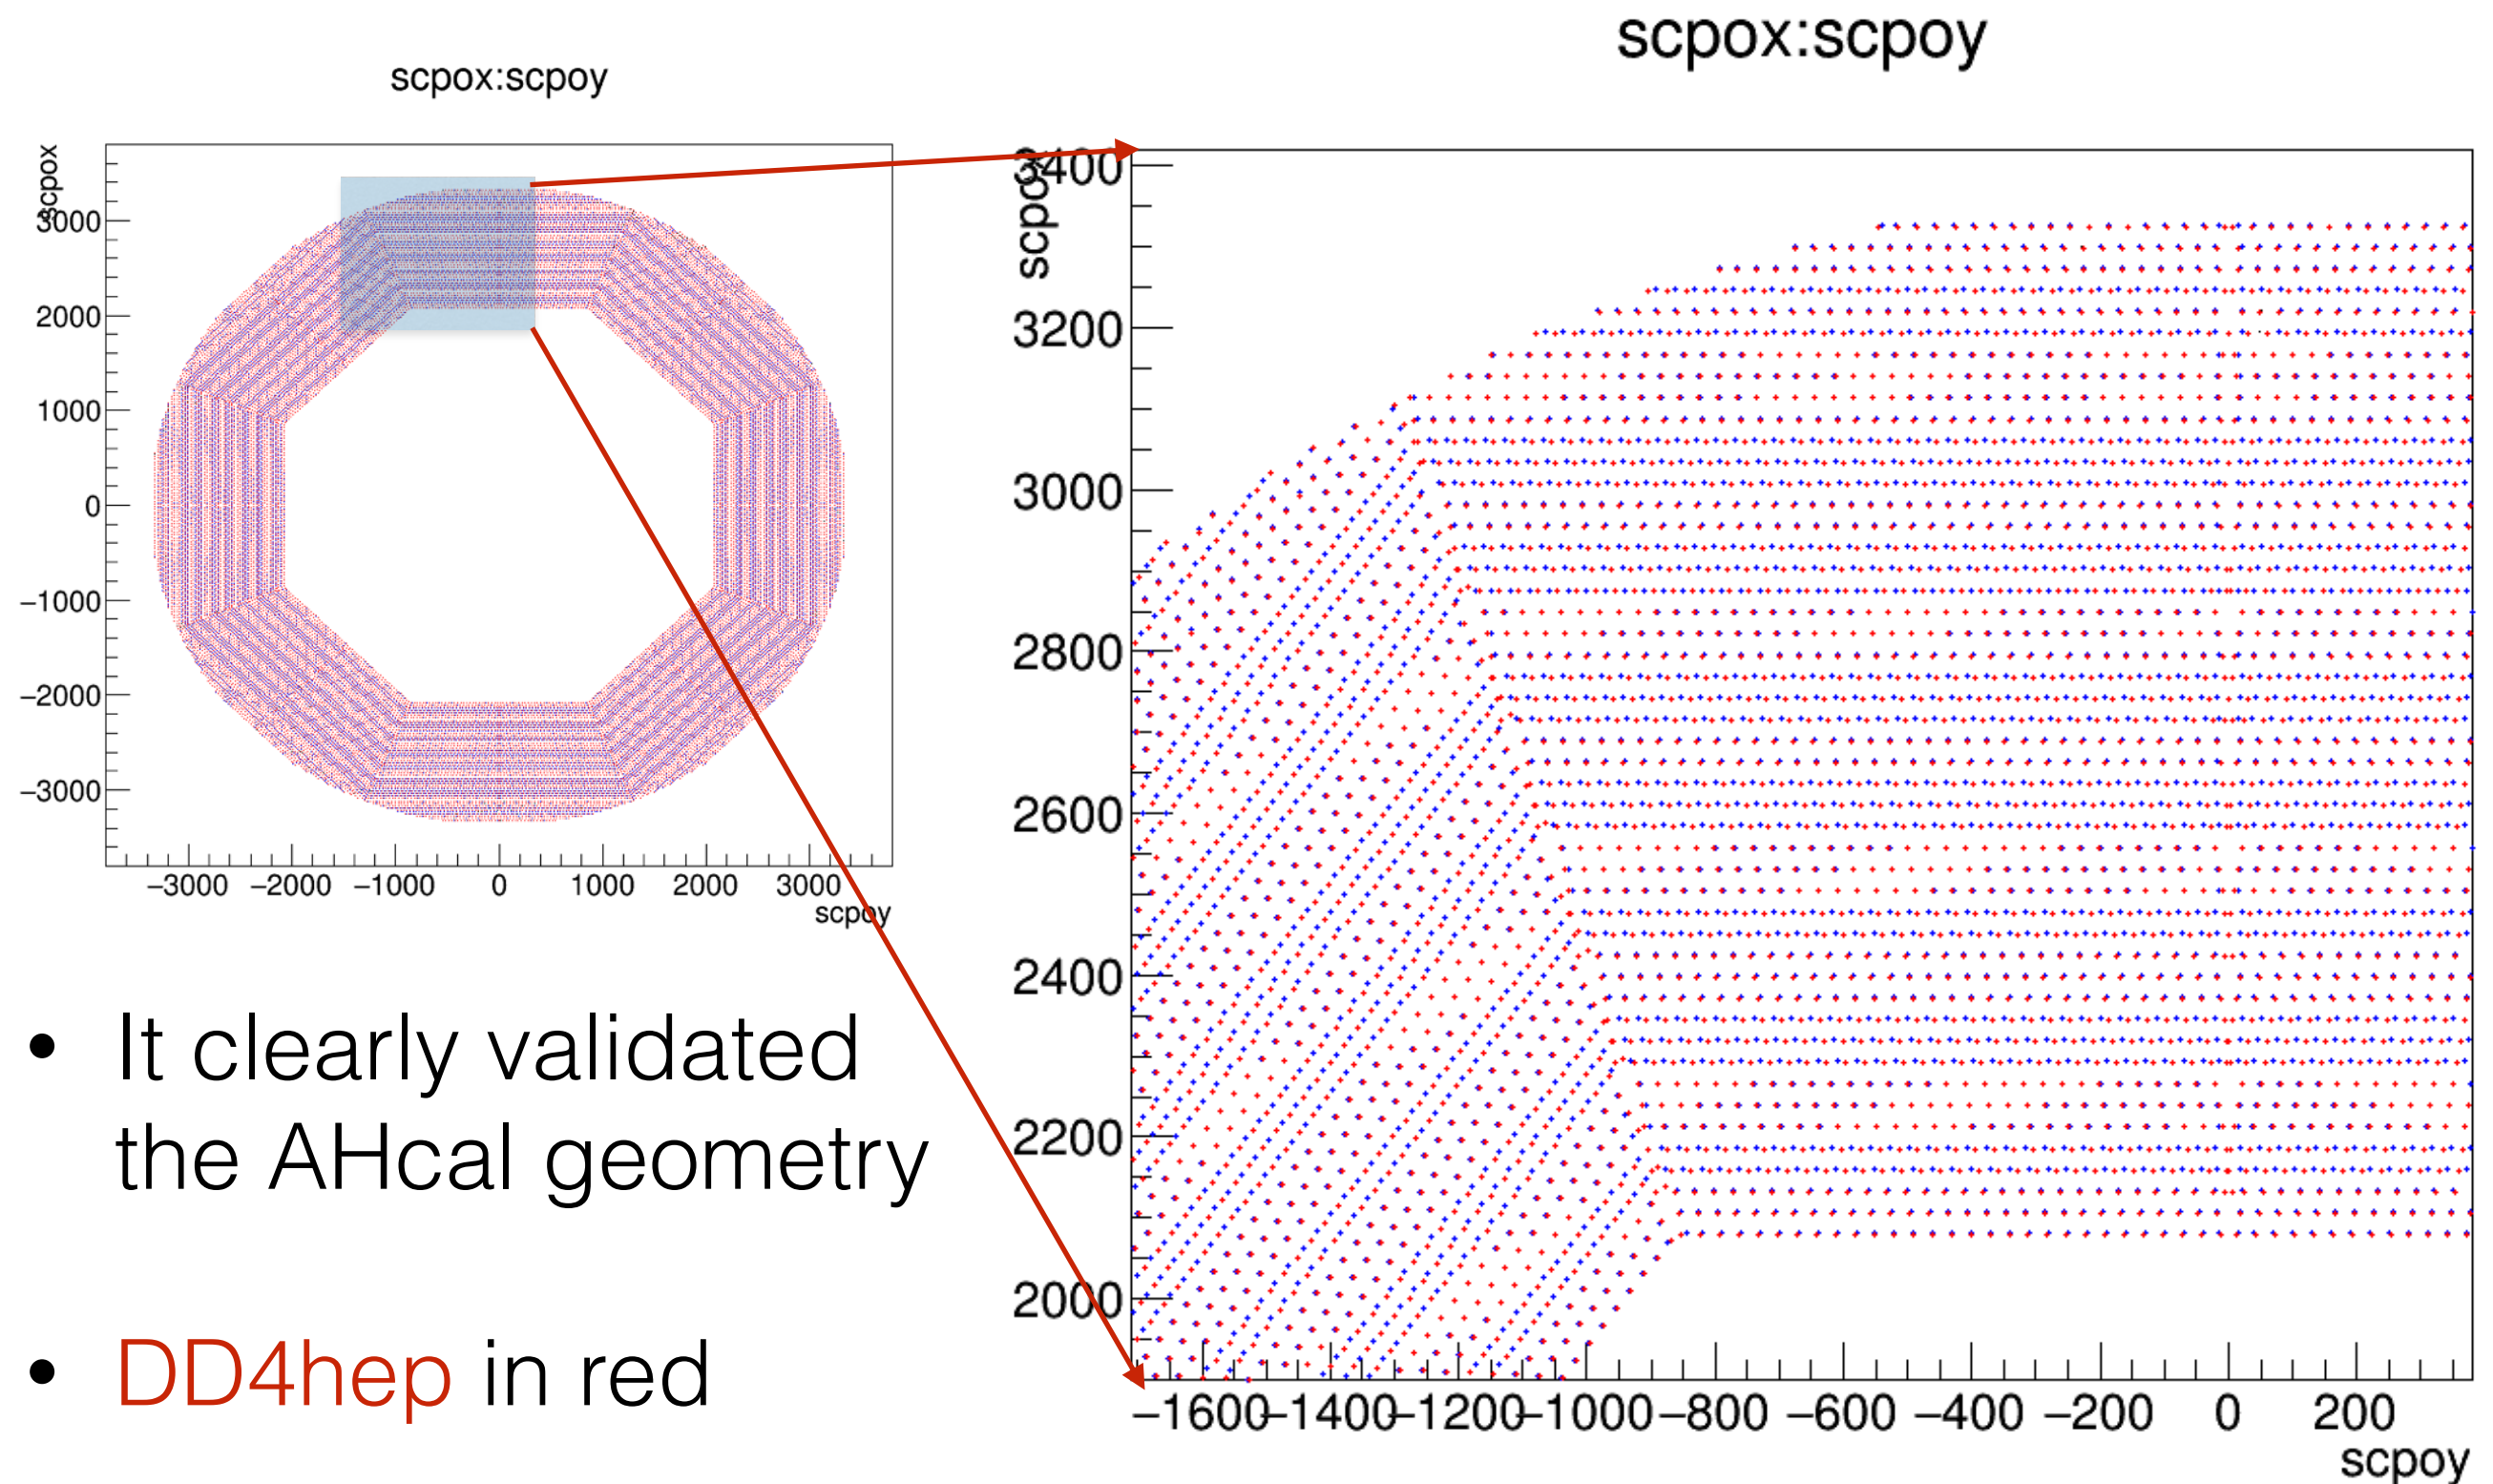 scpox:scpoy
scpox:scpoy
scpox
3000
2000
1000
0
−1000
−2000
−3000
−3000 −2000 −1000 0 1000 2000 3000
scpoy
scpox
3400
3200
3000
2800
2600
2400
2200
2000
−1600 −1400 −1200 −1000 −800 −600 −400 −200 0 200
scpoy
• It clearly validated
the AHcal geometry
• DD4hep in red